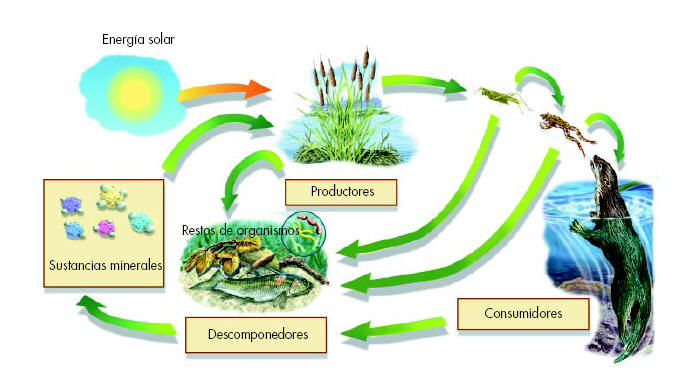 Energía solar
Productores
Restos de organismos
Sustancias minerales
Consumidores
Descomponedores